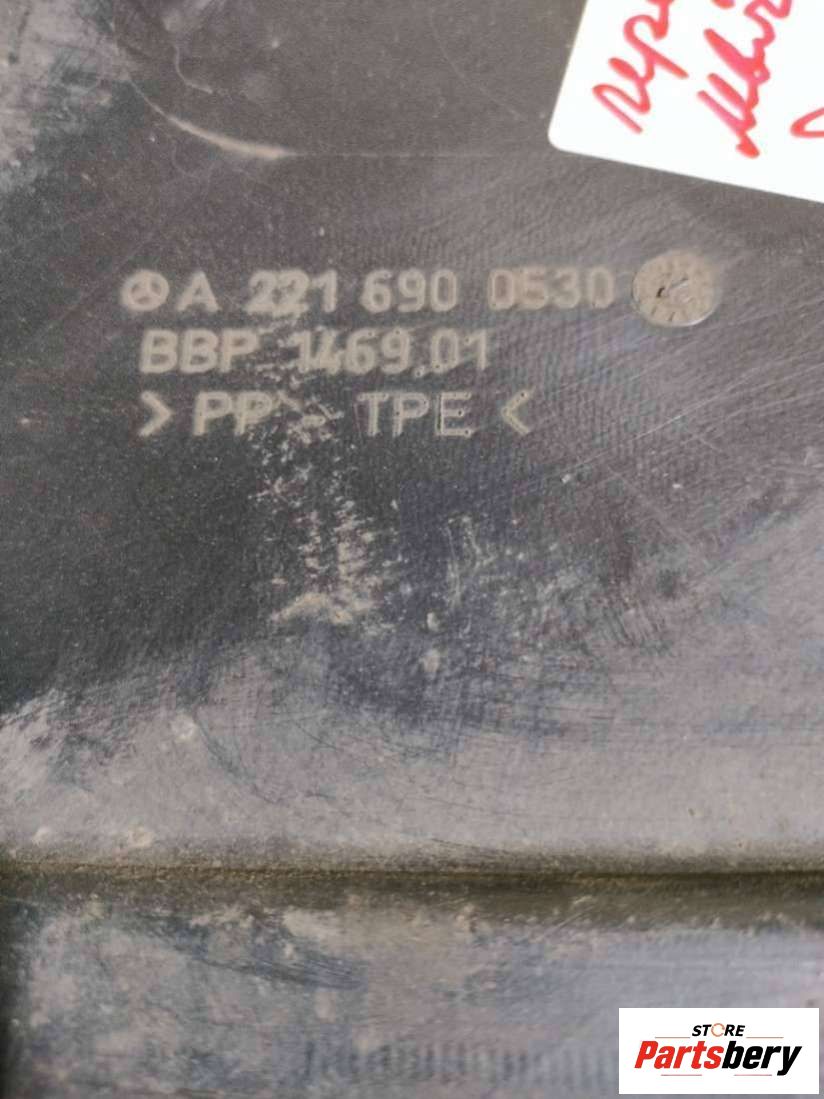 A 221 690 0530
BBP 1469.01
> PP - TPE <
STORE
Partsbery